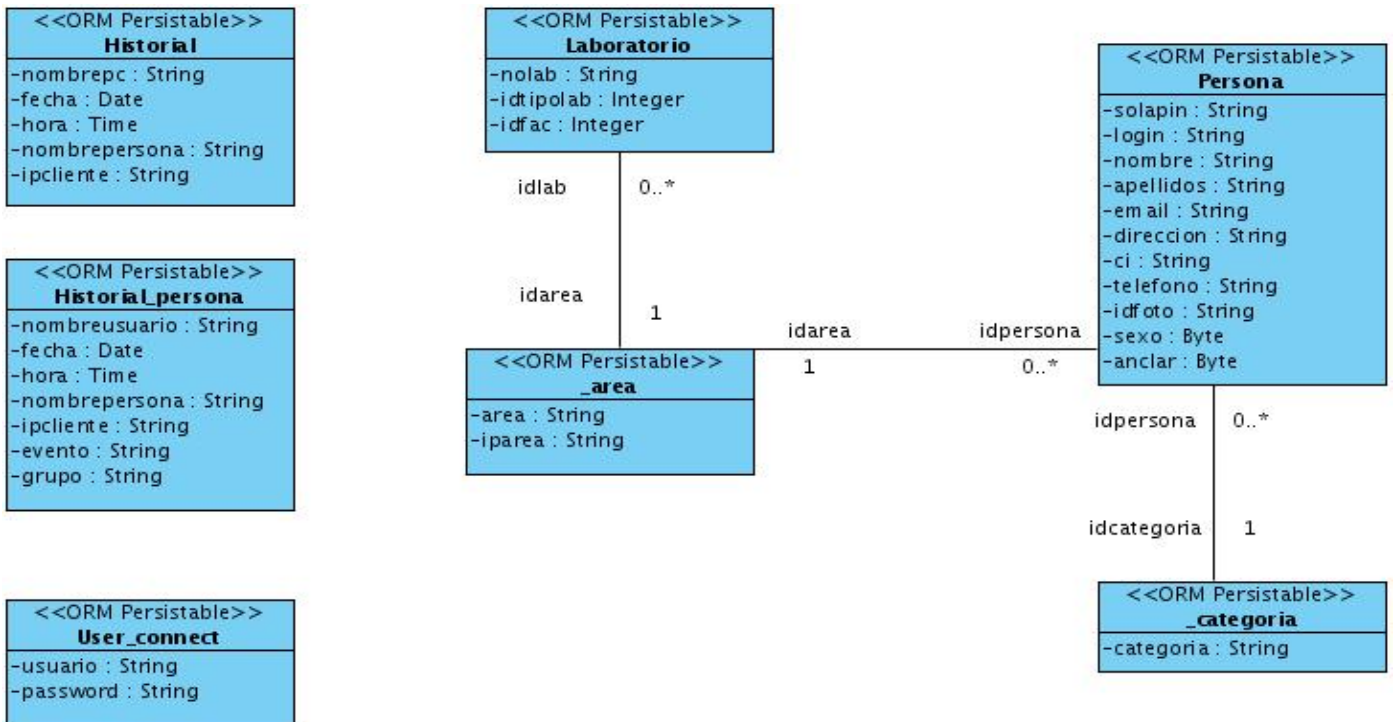 <<ORM Persistable>>
Historial
-nombrepc : String
-fecha : Date
-hora : Time
-nombrepersona : String
-ipcliente : String
<<ORM Persistable>>
Historial_persona
-nombreusuario : String
-fecha : Date
-hora : Time
-nombrepersona : String
-ipcliente : String
-evento : String
-grupo : String
<<ORM Persistable>>
User_connect
-usuario : String
-password : String
<<ORM Persistable>>
Laboratorio
-nolab : String
-idtipolab : Integer
-idfac : Integer
idlab 0..*
idarea 1
<<ORM Persistable>>
_area
-area : String
-iparea : String
idarea idpersona
1 0..*
<<ORM Persistable>>
Persona
-solapin : String
-login : String
-nombre : String
-apellidos : String
-email : String
-direccion : String
-ci : String
-telefono : String
-idfoto : String
-sexo : Byte
-anclar : Byte
idpersona 0..*
idcategoria 1
<<ORM Persistable>>
_categoria
-categoria : String